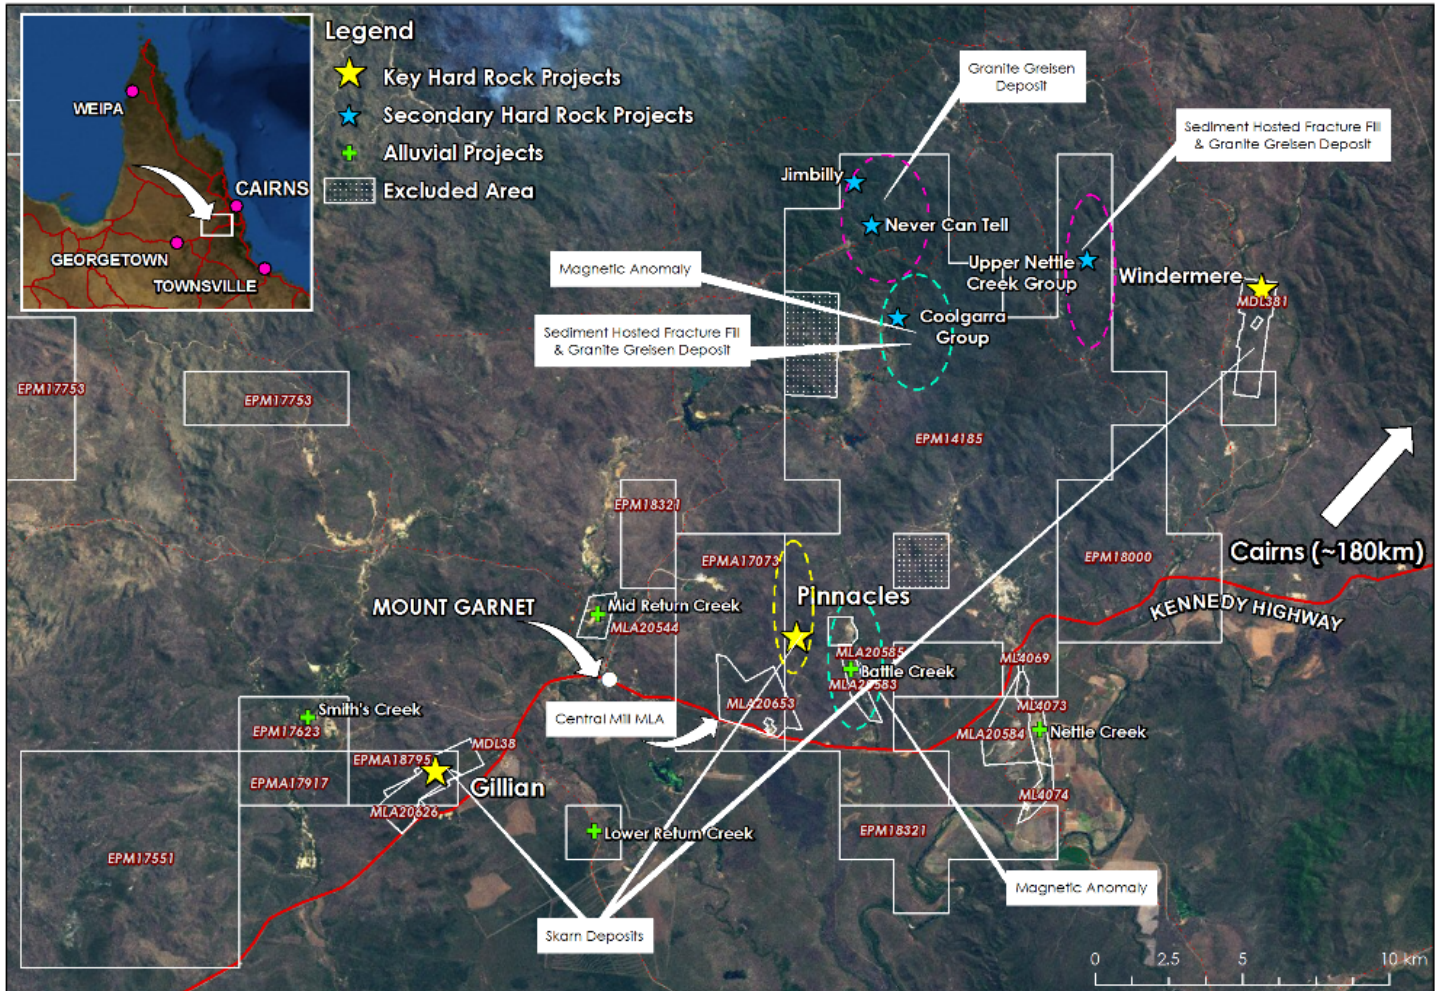 Legend
Key Hard Rock Projects
Secondary Hard Rock Projects
Alluvial Projects
Excluded Area
WEIPA
CAIRNS
GEORGETOWN
TOWNSVILLE
Granite Greisen
Deposit
Sediment Hosted Fracture Fill
& Granite Greisen Deposit
Jimbilly
Never Can Tell
Magnetic Anomaly
Upper Nettle
Creek Group
Windermere
MDL381
Sediment Hosted Fracture Fill
& Granite Greisen Deposit
Coolgarra
Group
EPM17753
EPM17753
EPM14185
EPM18321
EPMA17073
EPM18000
Cairns (~180km)
KENNEDY HIGHWAY
MOUNT GARNET
Mid Return Creek
MLA20544
Pinnacles
MLA20585
Battle Creek
MLA20583
ML4069
MLA20653
Central Mill MLA
ML4073
MLA20584
Nettle Creek
ML4074
Smith's Creek
EPM17623
MDL38
EPMA18795
EPMA17917
Gillian
MLA20626
Lower Return Creek
EPM18321
EPM17551
Magnetic Anomaly
Skarn Deposits
0 2.5 5 10 km